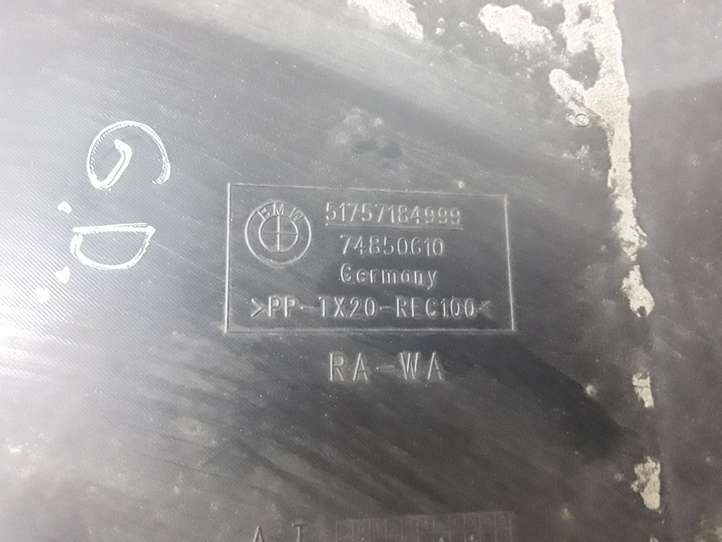 BMW
51757184999
74850610
Germany
>PP-TX20-REC100<
RA-WA
A T